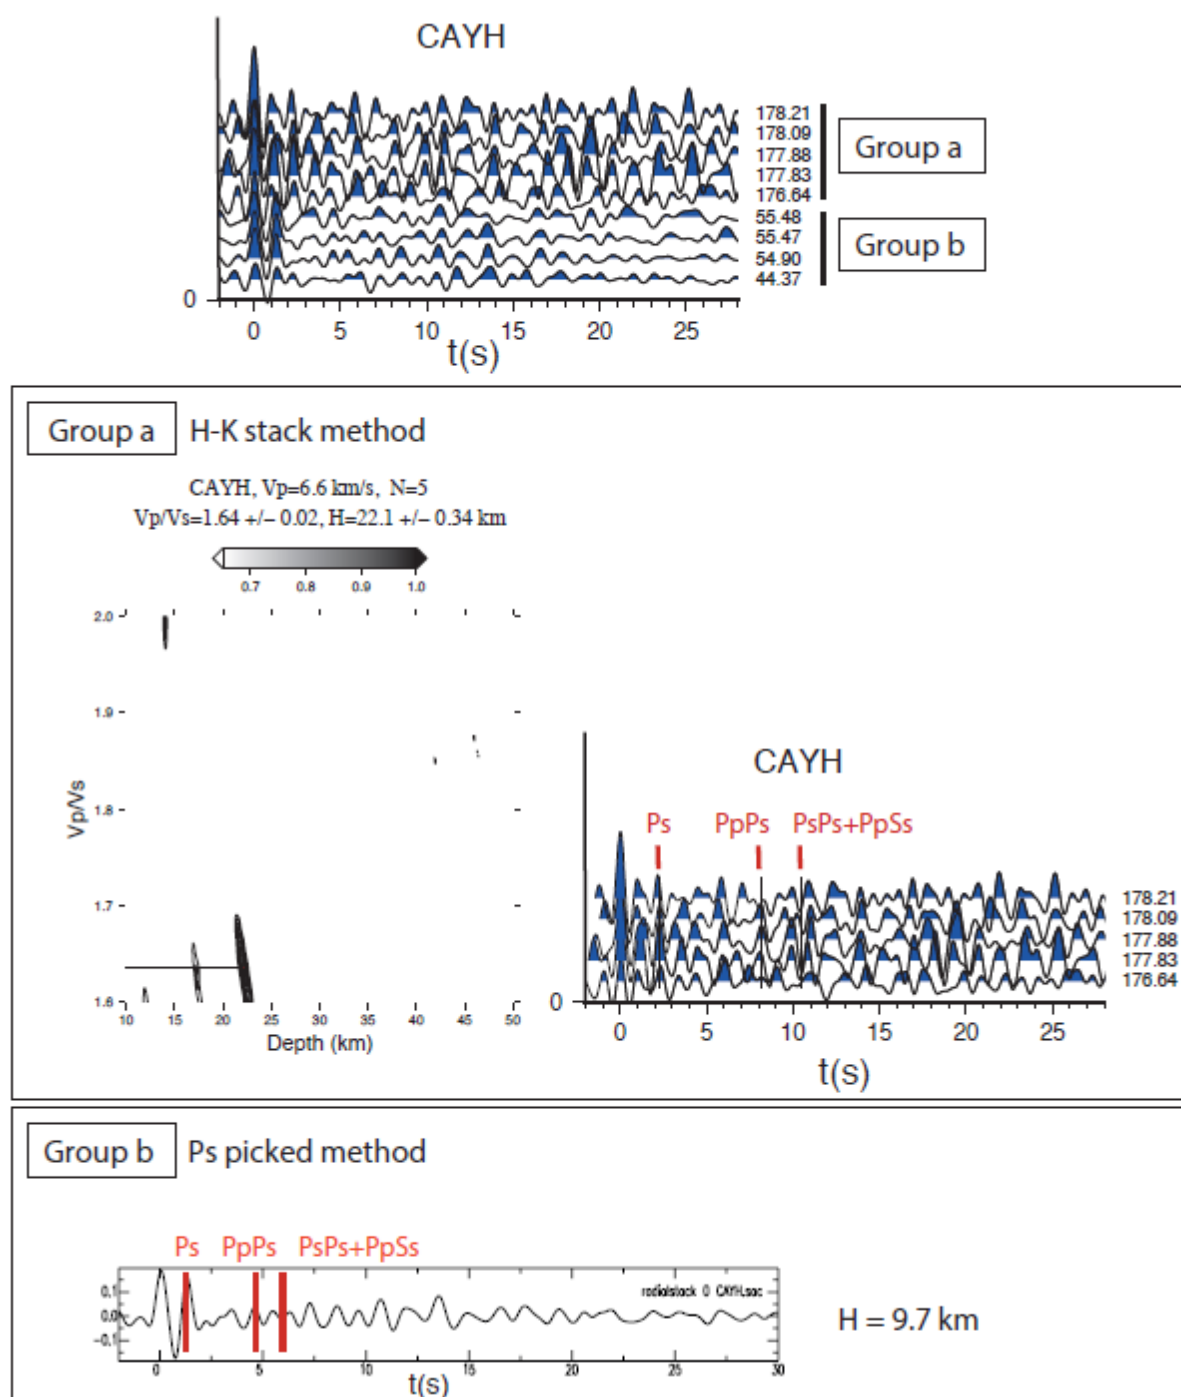 CAYH
178.21
178.09
177.88
177.83
176.64
55.48
55.47
54.90
44.37
Group a
Group b
0
0 5 10 15 20 25
t(s)
Group a H-K stack method
CAYH, Vp=6.6 km/s, N=5
Vp/Vs=1.64 +/− 0.02, H=22.1 +/− 0.34 km
0.7 0.8 0.9 1.0
2.0
1.9
1.8
1.7
1.6
Vp/Vs
10 15 20 25 30 35 40 45 50
Depth (km)
CAYH
Ps PpPs PsPs+PpSs
178.21
178.09
177.88
177.83
176.64
0
0 5 10 15 20 25
t(s)
Group b Ps picked method
Ps PpPs PsPs+PpSs
radialstack 0 CAYH.sac
0.1
0.0
−0.1
0 5 10 15 20 25 30
t(s)
H = 9.7 km